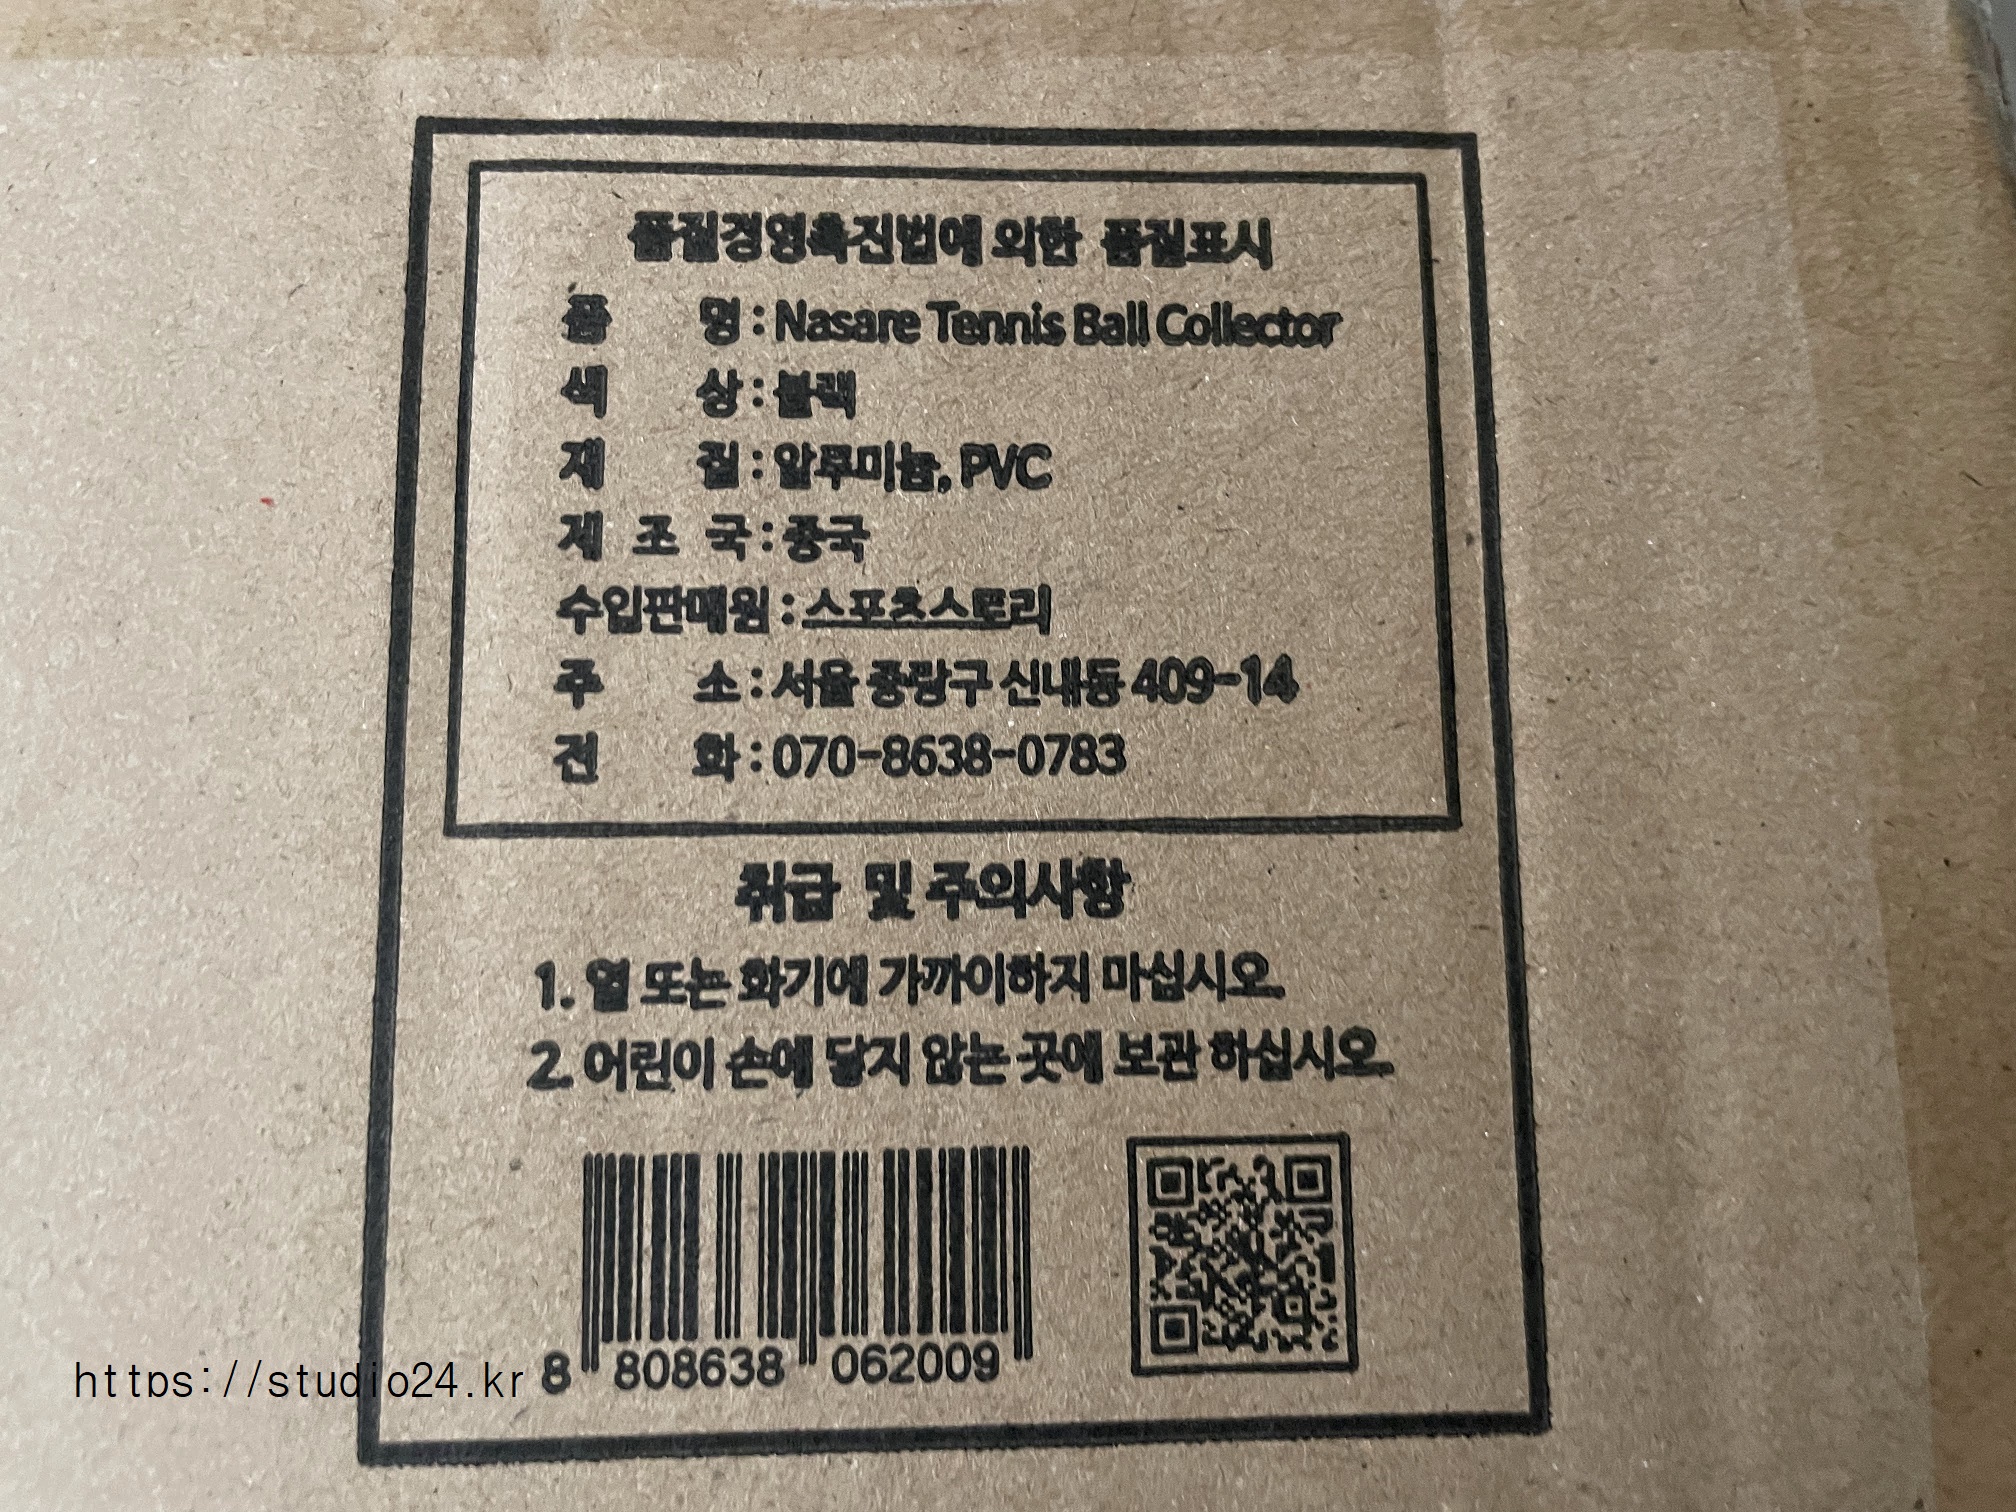 품질경영촉진법에 의한 품질표시
품 명 : Nasare Tennis Ball Collector
색 상 : 블랙
재 질 : 알루미늄, PVC
제 조 국 : 중국
수입판매원 : 스포츠스토리
주 소 : 서울 중랑구 신내동 409-14
전 화 : 070-8638-0783
취급 및 주의사항
1. 열 또는 화기에 가까이하지 마십시오.
2. 어린이 손에 닿지 않는 곳에 보관 하십시오.
8 808638 062009
https://studio24.kr